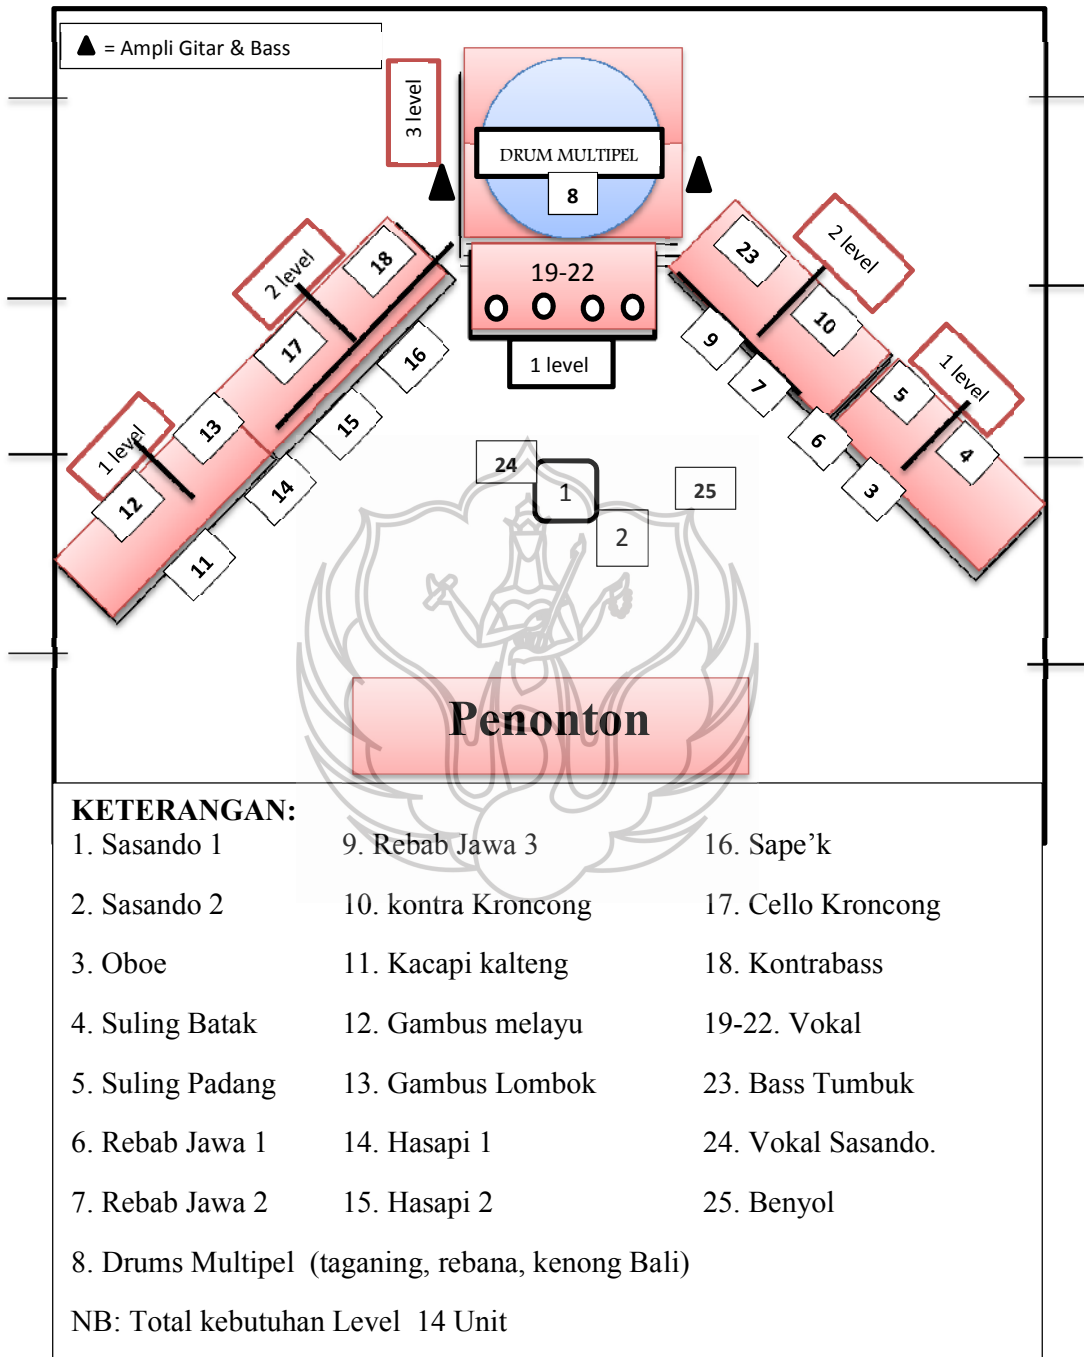 = Ampli Gitar & Bass
3 level
DRUM MULTIPEL
8
2 level
18
19-22
23
2 level
17
16
1 level
9
10
1 level
13
15
7
5
1 level
12
14
6
4
11
24
1
25
3
2
Penonton
KETERANGAN:
1. Sasando 1
2. Sasando 2
3. Oboe
4. Suling Batak
5. Suling Padang
6. Rebab Jawa 1
7. Rebab Jawa 2
8. Drums Multipel (taganing, rebana, kenong Bali)
9. Rebab Jawa 3
10. kontra Kroncong
11. Kacapi kalteng
12. Gambus melayu
13. Gambus Lombok
14. Hasapi 1
15. Hasapi 2
16. Sape’k
17. Cello Kroncong
18. Kontrabass
19-22. Vokal
23. Bass Tumbuk
24. Vokal Sasando.
25. Benyol
NB: Total kebutuhan Level 14 Unit